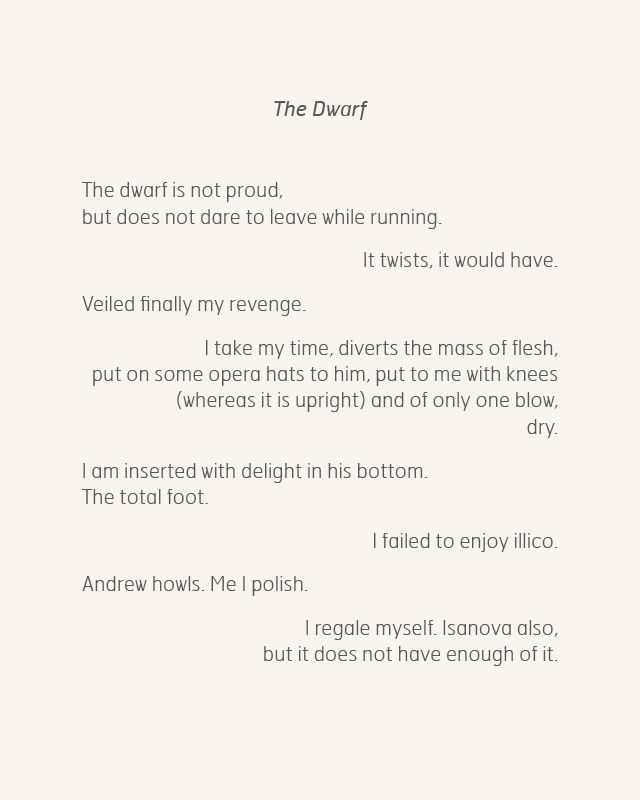 The Dwarf
The dwarf is not proud,
but does not dare to leave while running.
It twists, it would have.
Veiled finally my revenge.
I take my time, diverts the mass of flesh,
put on some opera hats to him, put to me with knees
(whereas it is upright) and of only one blow,
dry.
I am inserted with delight in his bottom.
The total foot.
I failed to enjoy illico.
Andrew howls. Me I polish.
I regale myself. Isanova also,
but it does not have enough of it.